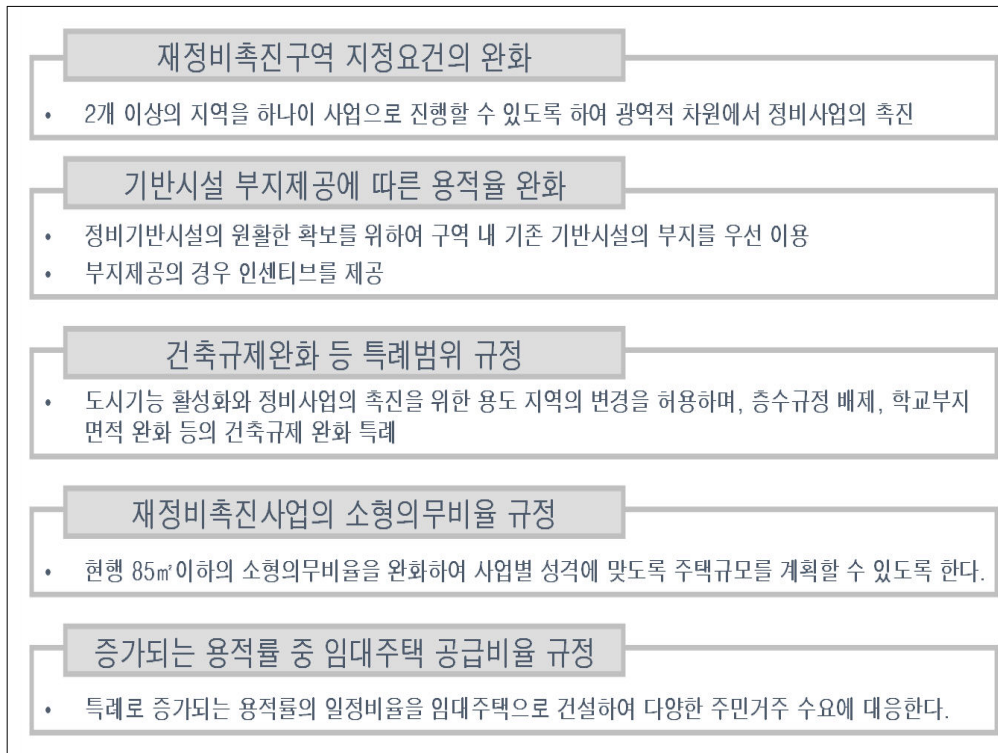 재정비촉진구역 지정요건의 완화
• 2개 이상의 지역을 하나이 사업으로 진행할 수 있도록 하여 광역적 차원에서 정비사업의 촉진
기반시설 부지제공에 따른 용적율 완화
• 정비기반시설의 원활한 확보를 위하여 구역 내 기존 기반시설의 부지를 우선 이용
• 부지제공의 경우 인센티브를 제공
건축규제완화 등 특례범위 규정
• 도시기능 활성화와 정비사업의 촉진을 위한 용도 지역의 변경을 허용하며, 층수규정 배제, 학교부지
면적 완화 등의 건축규제 완화 특례
재정비촉진사업의 소형의무비율 규정
• 현행 85㎡이하의 소형의무비율을 완화하여 사업별 성격에 맞도록 주택규모를 계획할 수 있도록 한다.
증가되는 용적률 중 임대주택 공급비율 규정
• 특례로 증가되는 용적률의 일정비율을 임대주택으로 건설하여 다양한 주민거주 수요에 대응한다.